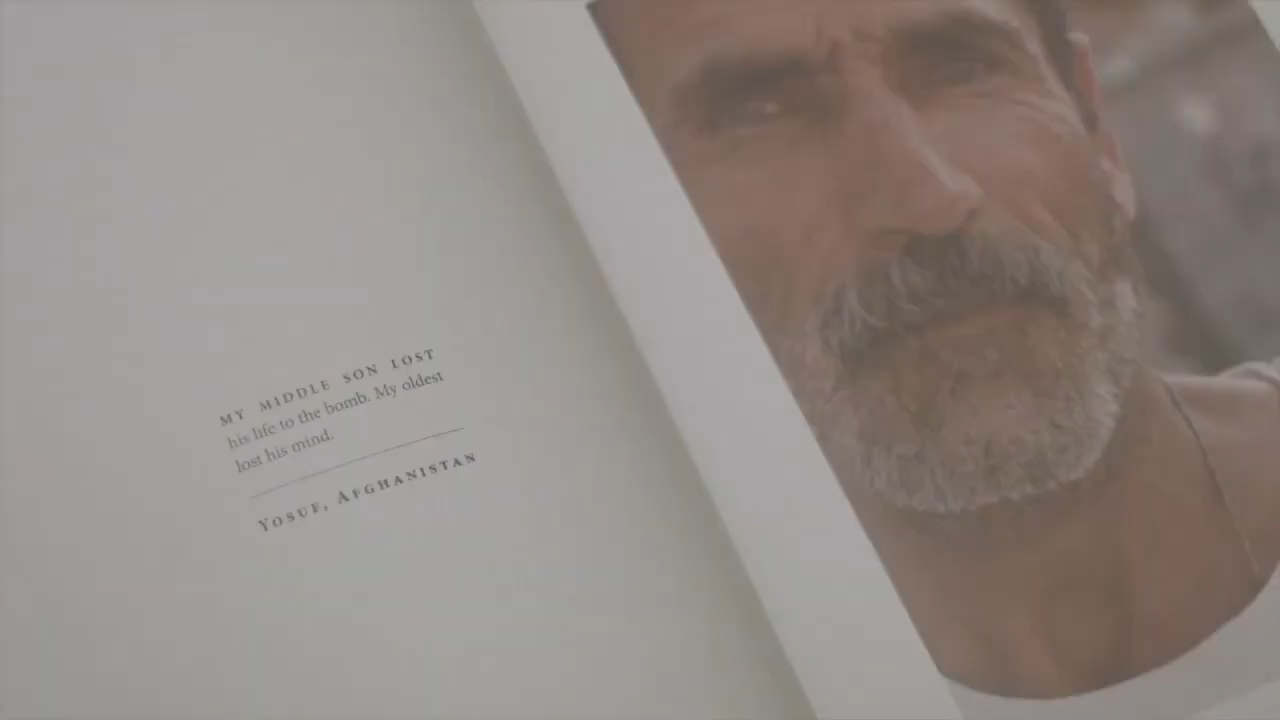 MY MIDDLE SON LOST
his life to the bomb. My oldest
lost his mind.
YOSUF, AFGHANISTAN